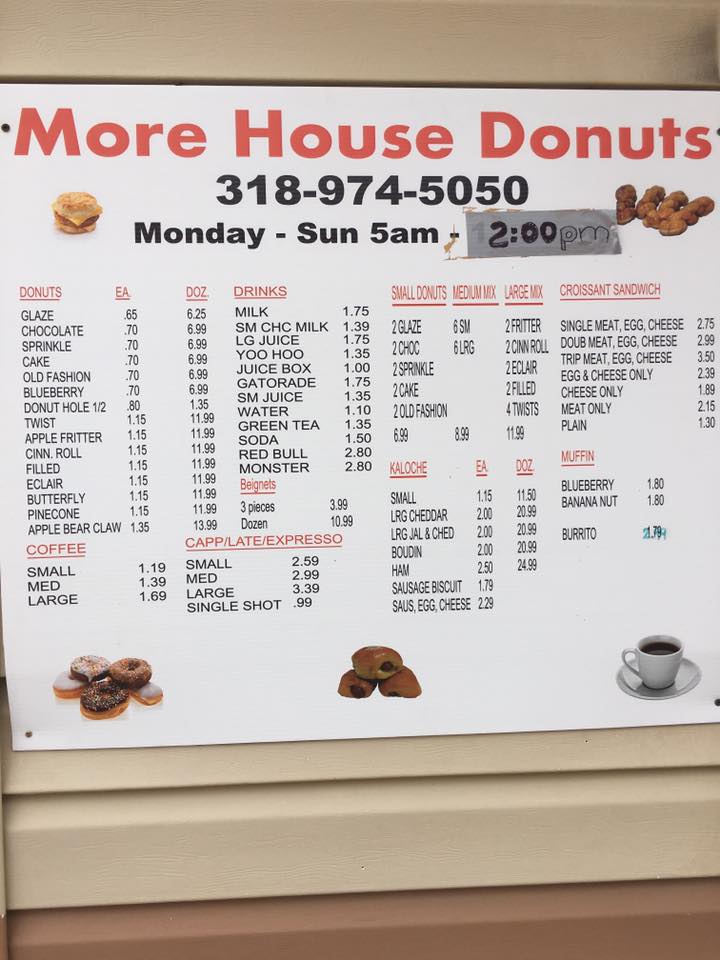 More House Donuts
318-974-5050
Monday - Sun 5am - 2:00pm
DONUTS EA. DOZ.
GLAZE .65 6.25
CHOCOLATE .70 6.99
SPRINKLE .70 6.99
CAKE .70 6.99
OLD FASHION .70 6.99
BLUEBERRY .70 6.99
DONUT HOLE 1/2 .80 1.35
TWIST 1.15 11.99
APPLE FRITTER 1.15 11.99
CINN. ROLL 1.15 11.99
FILLED 1.15 11.99
ECLAIR 1.15 11.99
BUTTERFLY 1.15 11.99
PINECONE 1.15 11.99
APPLE BEAR CLAW 1.35 13.99
COFFEE
SMALL 1.19
MED 1.39
LARGE 1.69
DRINKS
MILK 1.75
SM CHC MILK 1.39
LG JUICE 1.75
YOO HOO 1.35
JUICE BOX 1.00
GATORADE 1.75
SM JUICE 1.35
WATER 1.10
GREEN TEA 1.35
SODA 1.50
RED BULL 2.80
MONSTER 2.80
Beignets
3 pieces 3.99
Dozen 10.99
CAPP/LATE/EXPRESSO
SMALL 2.59
MED 2.99
LARGE 3.39
SINGLE SHOT .99
SMALL DONUTS MEDIUM MIX LARGE MIX
2 GLAZE 6 SM 2 FRITTER
2 CHOC 6 LRG 2 CINN ROLL
2 SPRINKLE 2 ECLAIR
2 CAKE 2 FILLED
2 OLD FASHION 4 TWISTS
6.99 8.99 11.99
KALOCHE EA. DOZ.
SMALL 1.15 11.50
LRG CHEDDAR 2.00 20.99
LRG JAL & CHED 2.00 20.99
BOUDIN 2.00 20.99
HAM 2.50 24.99
SAUSAGE BISCUIT 1.79
SAUS, EGG, CHEESE 2.29
CROISSANT SANDWICH
SINGLE MEAT, EGG, CHEESE 2.75
DOUB MEAT, EGG, CHEESE 2.99
TRIP MEAT, EGG, CHEESE 3.50
EGG & CHEESE ONLY 2.39
CHEESE ONLY 1.89
MEAT ONLY 2.15
PLAIN 1.30
MUFFIN
BLUEBERRY 1.80
BANANA NUT 1.80
BURRITO